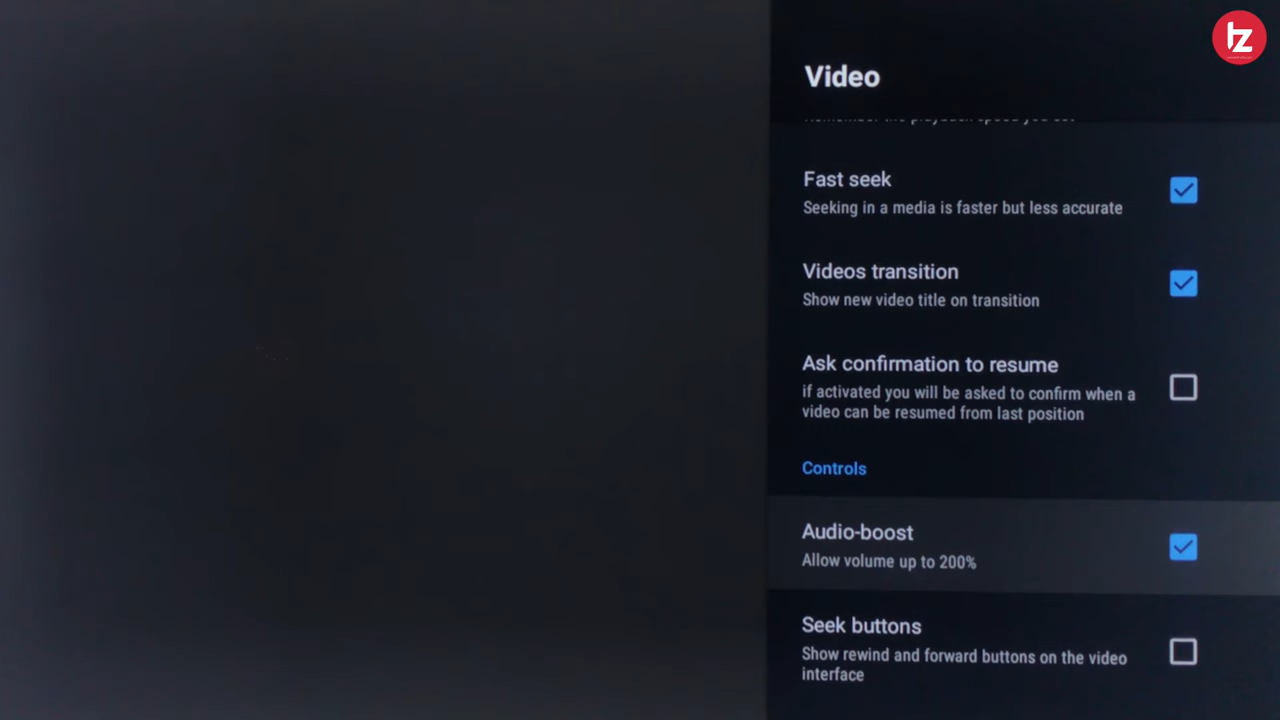 tz
Video
Fast seek
Seeking in a media is faster but less accurate
Videos transition
Show new video title on transition
Ask confirmation to resume
if activated you will be asked to confirm when a
video can be resumed from last position
Controls
Audio-boost
Allow volume up to 200%
Seek buttons
Show rewind and forward buttons on the video
interface